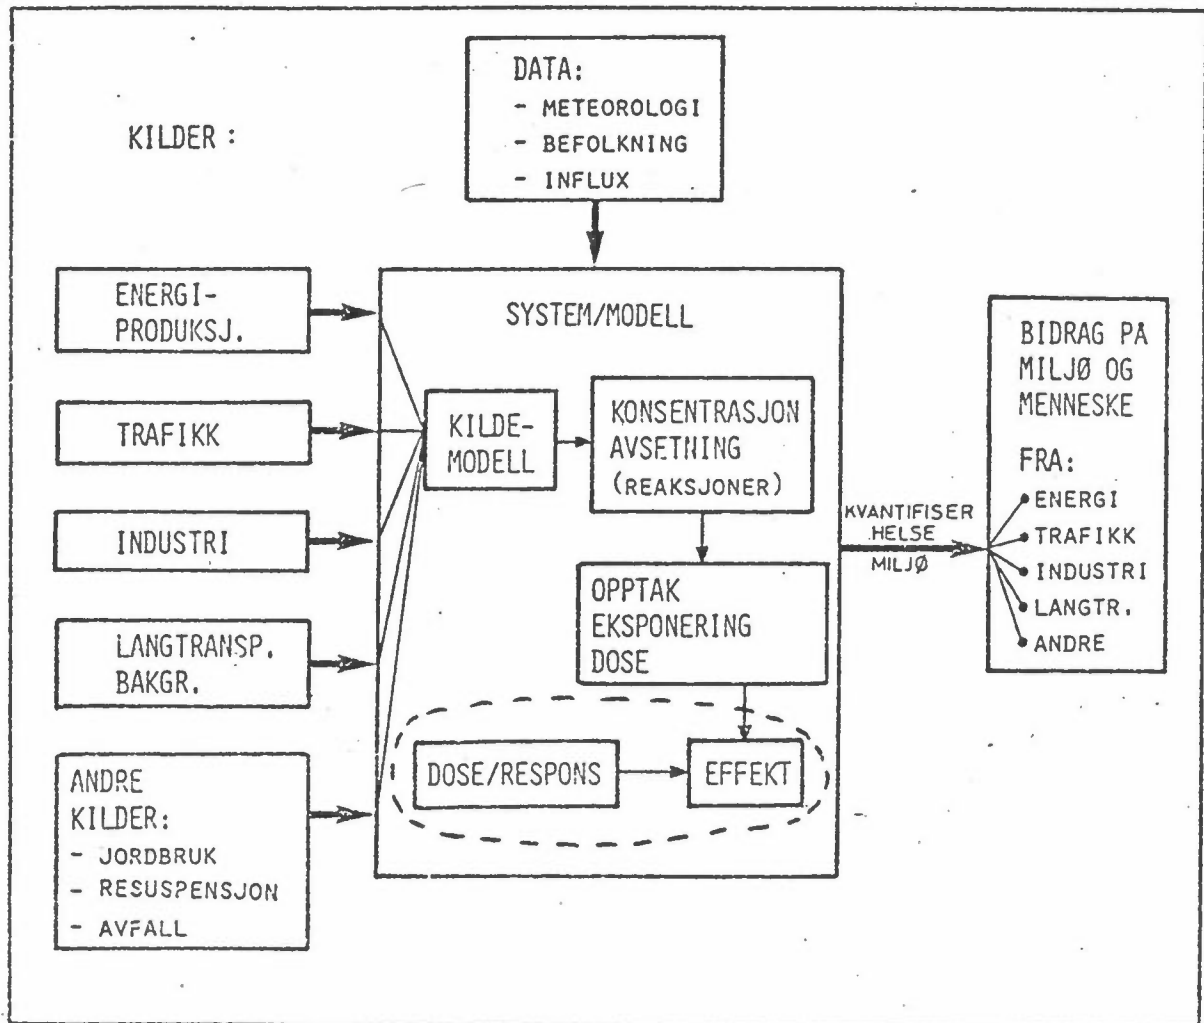 DATA:
- METEOROLOGI
- BEFOLKNING
- INFLUX
KILDER :
ENERGI-
PRODUKSJ.
TRAFIKK
INDUSTRI
LANGTRANSP.
BAKGR.
ANDRE
KILDER:
- JORDBRUK
- RESUSPENSJON
- AVFALL
SYSTEM/MODELL
KILDE-
MODELL
KONSENTRASJON
AVSETNING
(REAKSJONER)
OPPTAK
EKSPONERING
DOSE
DOSE/RESPONS
EFFEKT
KVANTIFISER
HELSE
MILJØ
BIDRAG PÅ
MILJØ OG
MENNESKE
FRA:
ENERGI
TRAFIKK
INDUSTRI
LANGTR.
ANDRE